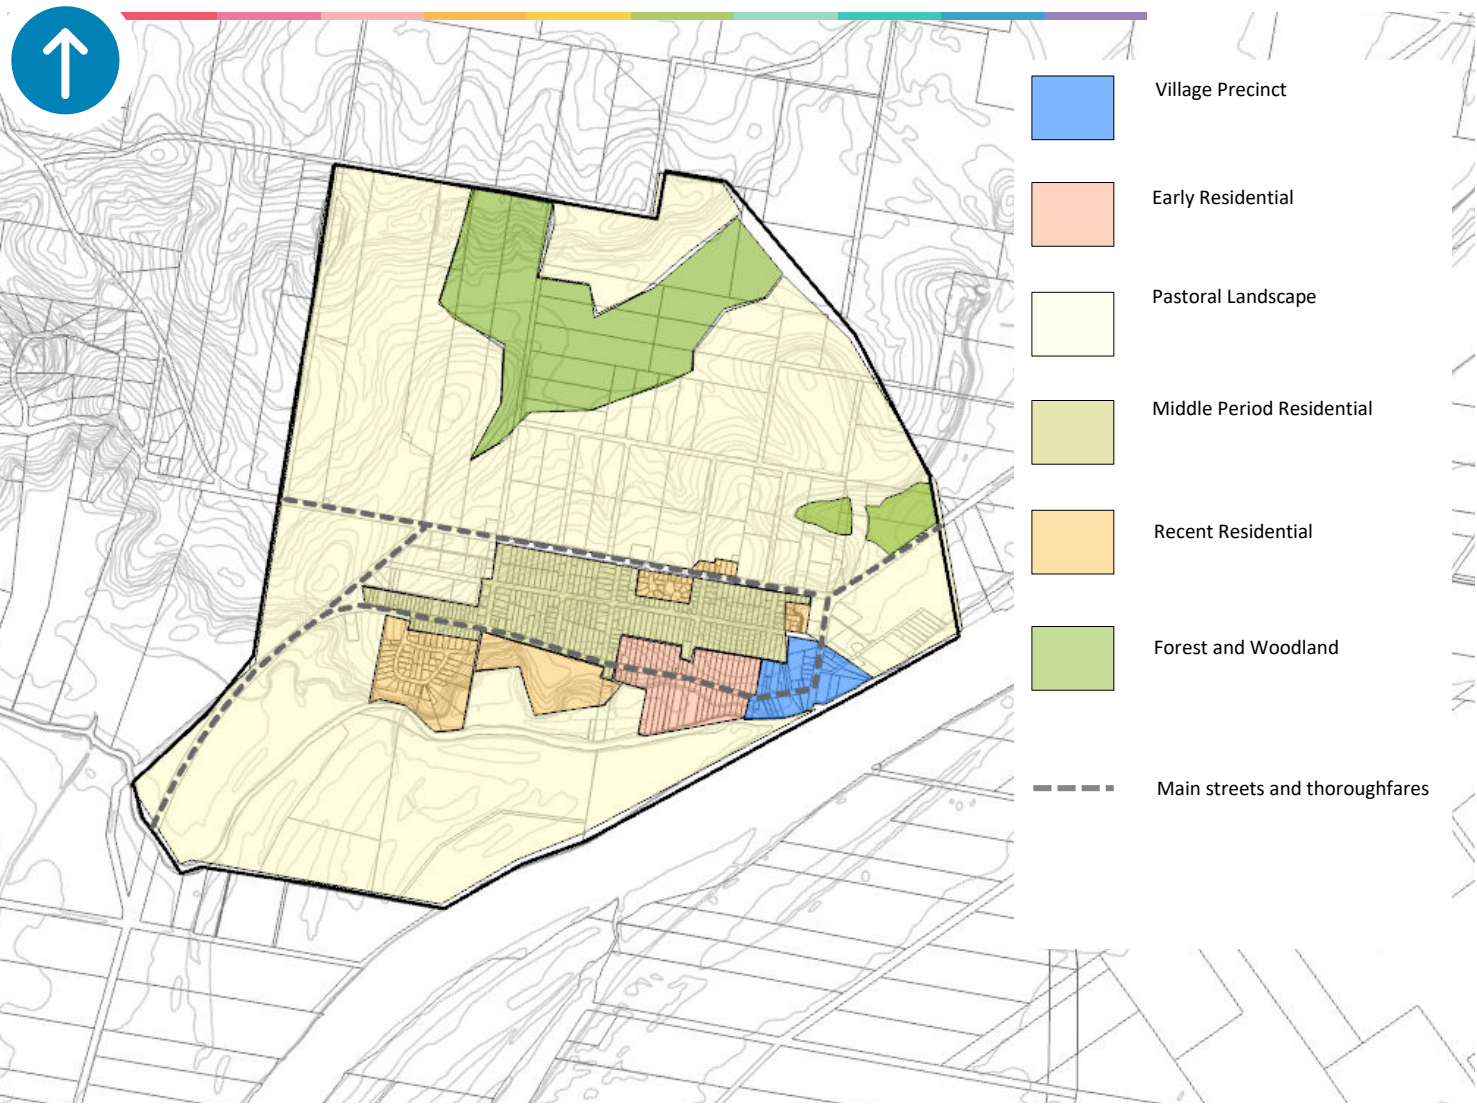 Village Precinct
Early Residential
Pastoral Landscape
Middle Period Residential
Recent Residential
Forest and Woodland
Main streets and thoroughfares